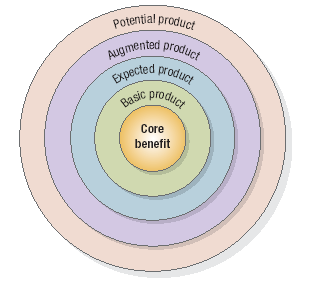 Potential product
Augmented product
Expected product
Basic product
Core
benefit